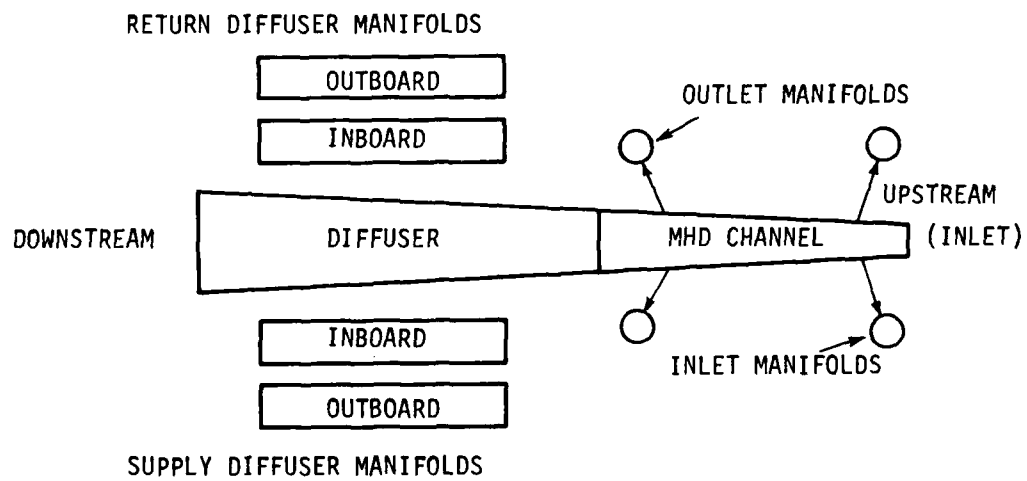 RETURN DIFFUSER MANIFOLDS
OUTBOARD
OUTLET MANIFOLDS
INBOARD
UPSTREAM
DOWNSTREAM
DIFFUSER
MHD CHANNEL
(INLET)
INBOARD
INLET MANIFOLDS
OUTBOARD
SUPPLY DIFFUSER MANIFOLDS